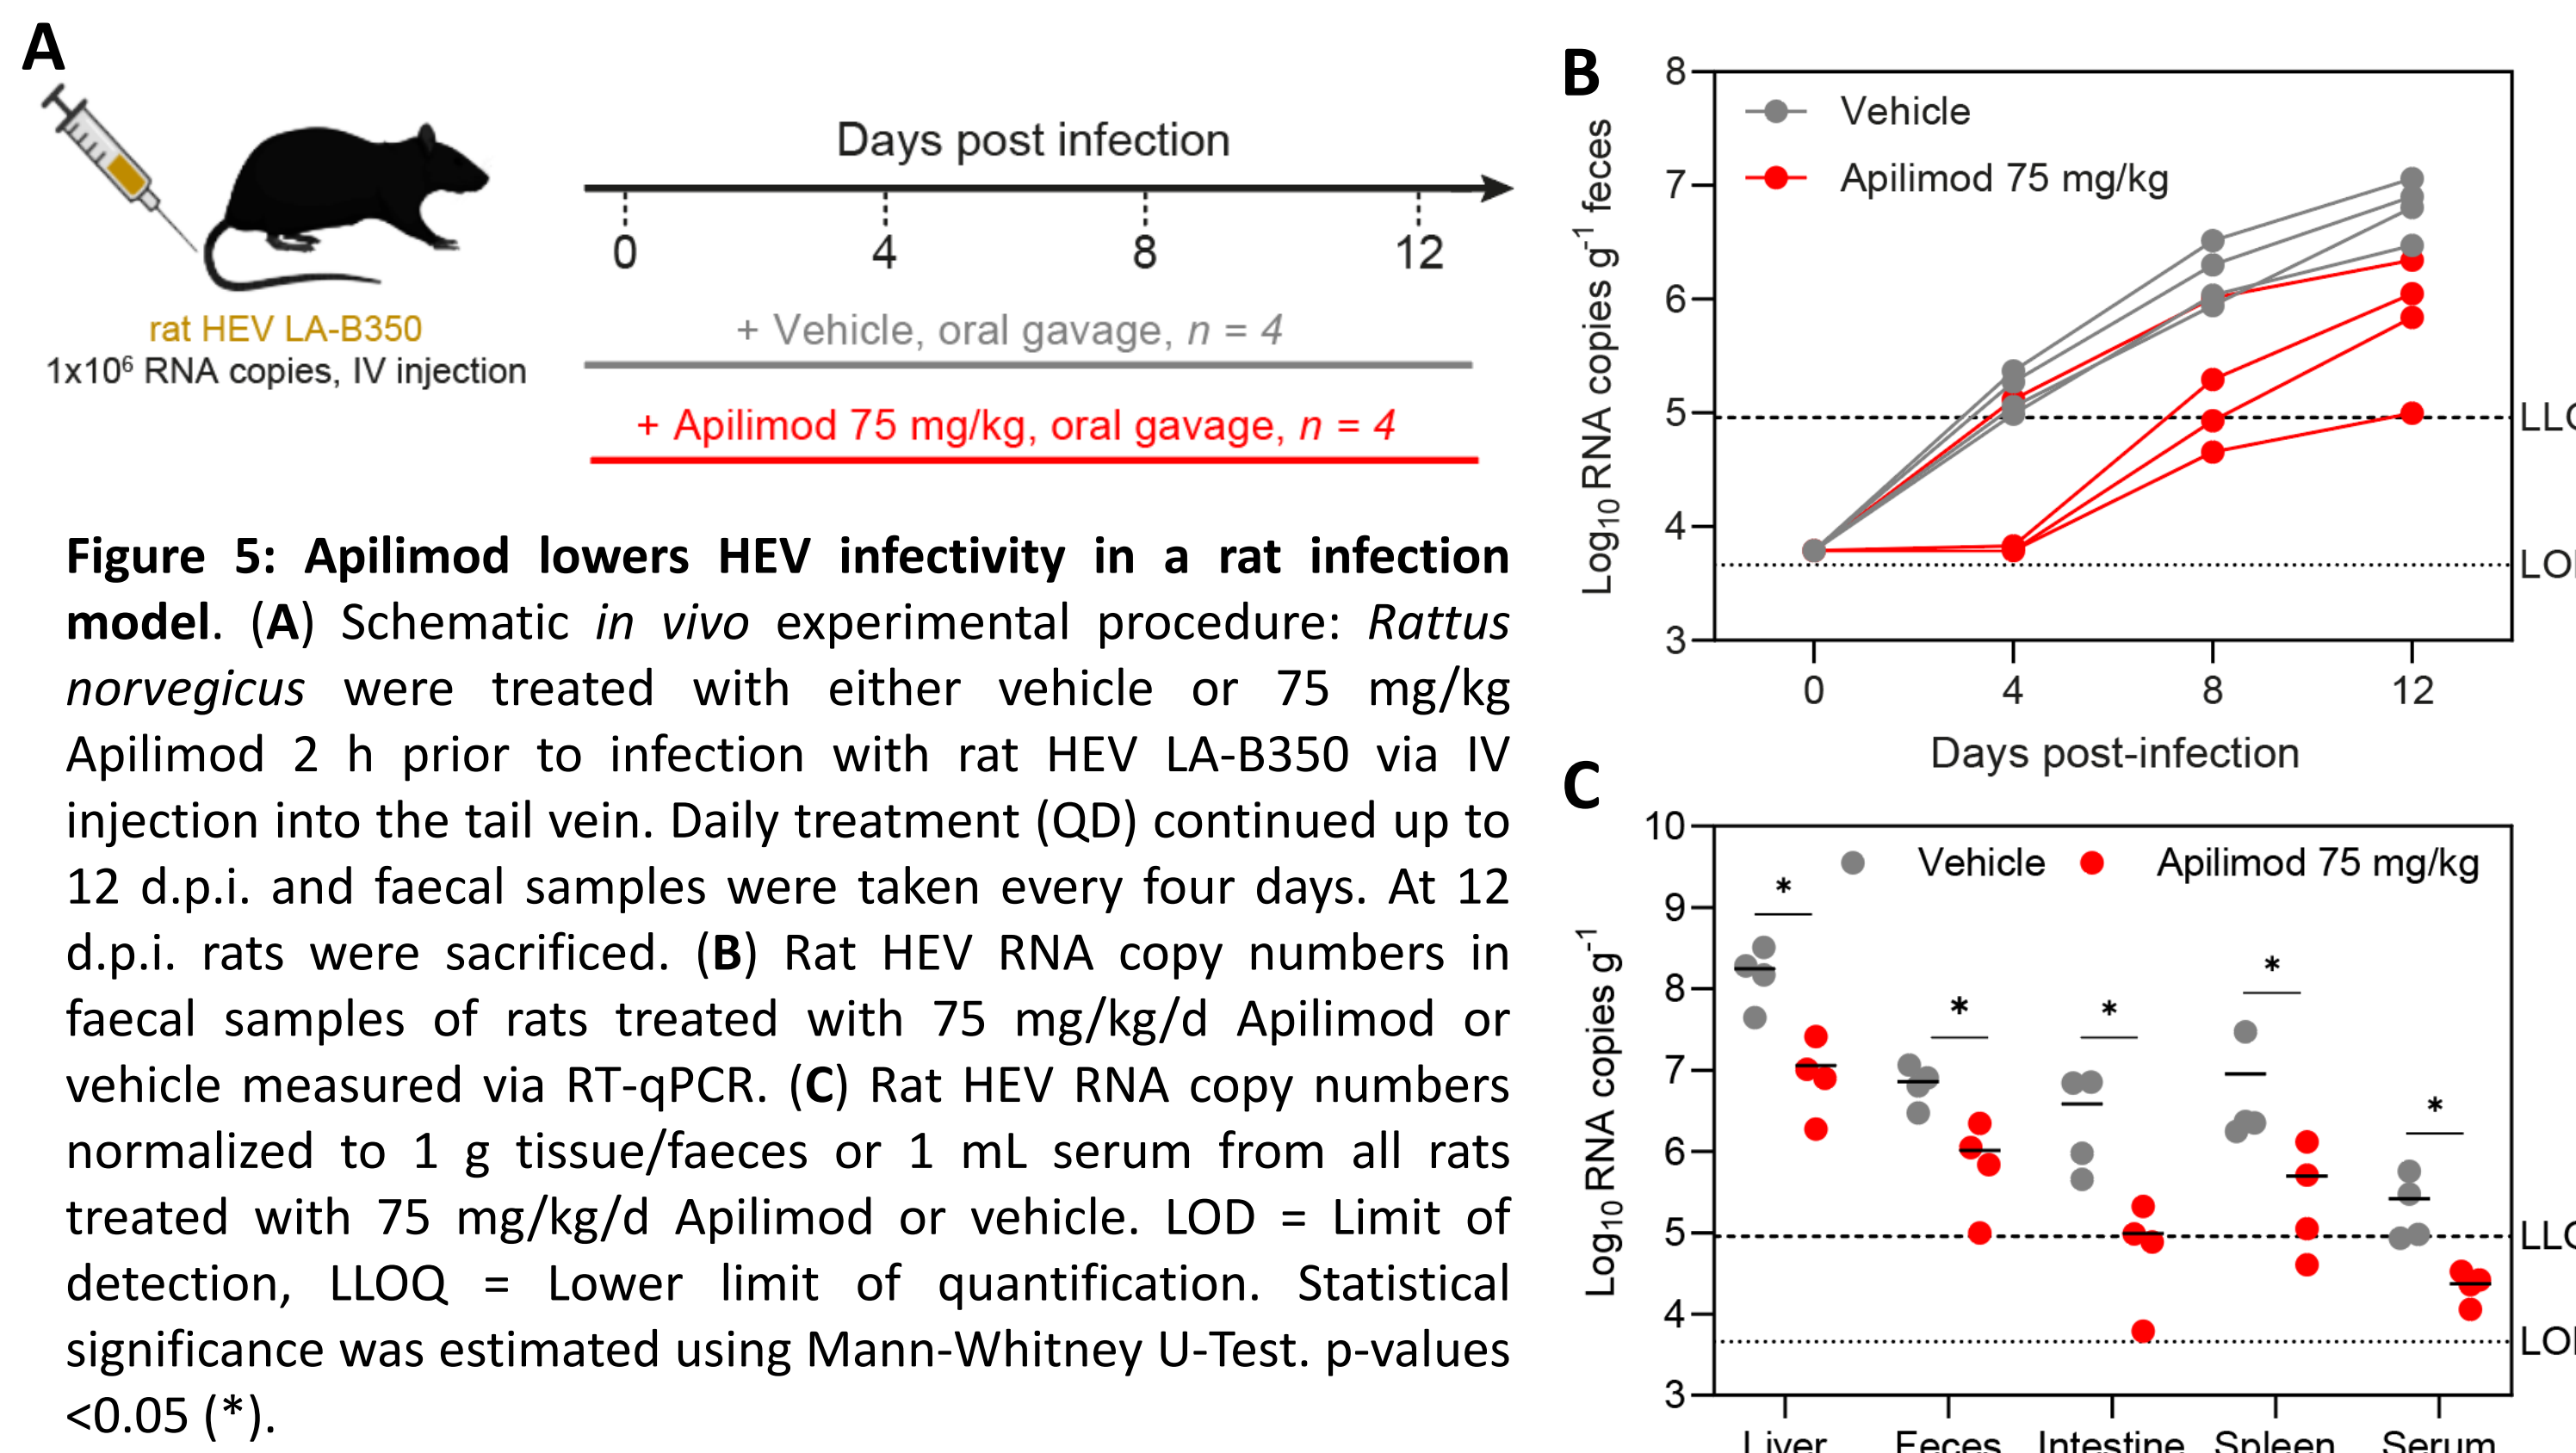 A
Days post infection
0 4 8 12
rat HEV LA-B350
1x10⁶ RNA copies, IV injection
+ Vehicle, oral gavage, n = 4
+ Apilimod 75 mg/kg, oral gavage, n = 4
Figure 5: Apilimod lowers HEV infectivity in a rat infection
model. (A) Schematic in vivo experimental procedure: Rattus
norvegicus were treated with either vehicle or 75 mg/kg
Apilimod 2 h prior to infection with rat HEV LA-B350 via IV
injection into the tail vein. Daily treatment (QD) continued up to
12 d.p.i. and faecal samples were taken every four days. At 12
d.p.i. rats were sacrificed. (B) Rat HEV RNA copy numbers in
faecal samples of rats treated with 75 mg/kg/d Apilimod or
vehicle measured via RT-qPCR. (C) Rat HEV RNA copy numbers
normalized to 1 g tissue/faeces or 1 mL serum from all rats
treated with 75 mg/kg/d Apilimod or vehicle. LOD = Limit of
detection, LLOQ = Lower limit of quantification. Statistical
significance was estimated using Mann-Whitney U-Test. p-values
<0.05 (*).
B
Log₁₀ RNA copies g⁻¹ feces
8
7
6
5
4
3
Vehicle
Apilimod 75 mg/kg
0 4 8 12
Days post-infection
C
Log₁₀ RNA copies g⁻¹
10
9
8
7
6
5
4
3
Vehicle Apilimod 75 mg/kg
* * * * *
Liver Feces Intestine Spleen Serum